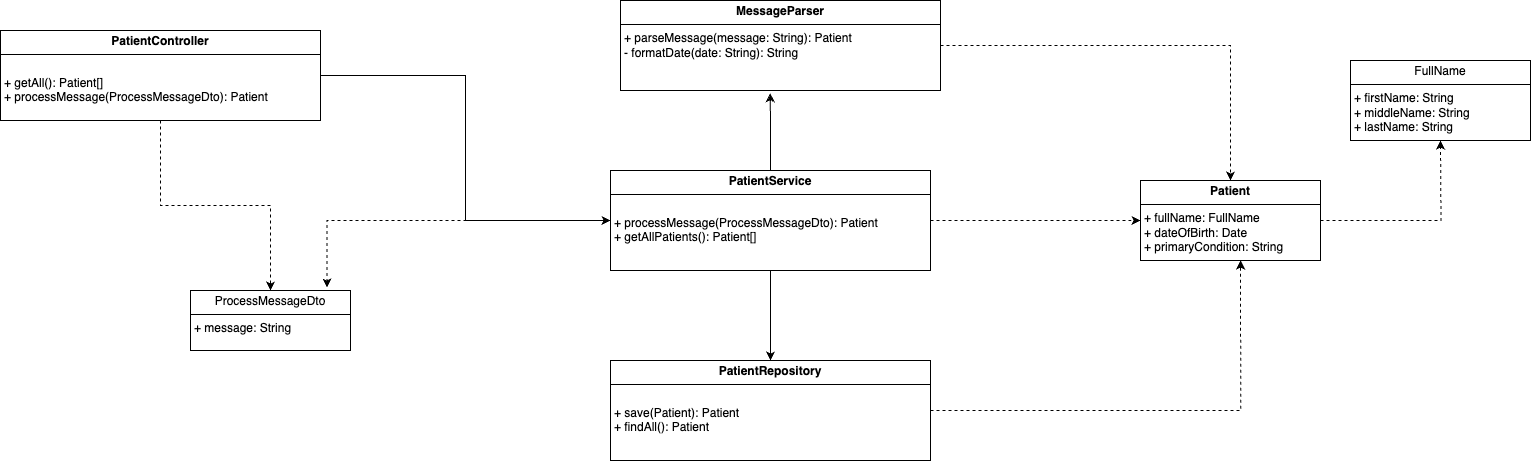 MessageParser
+ parseMessage(message: String): Patient
- formatDate(date: String): String
PatientController
+ getAll(): Patient[]
+ processMessage(ProcessMessageDto): Patient
FullName
+ firstName: String
+ middleName: String
+ lastName: String
PatientService
+ processMessage(ProcessMessageDto): Patient
+ getAllPatients(): Patient[]
Patient
+ fullName: FullName
+ dateOfBirth: Date
+ primaryCondition: String
ProcessMessageDto
+ message: String
PatientRepository
+ save(Patient): Patient
+ findAll(): Patient